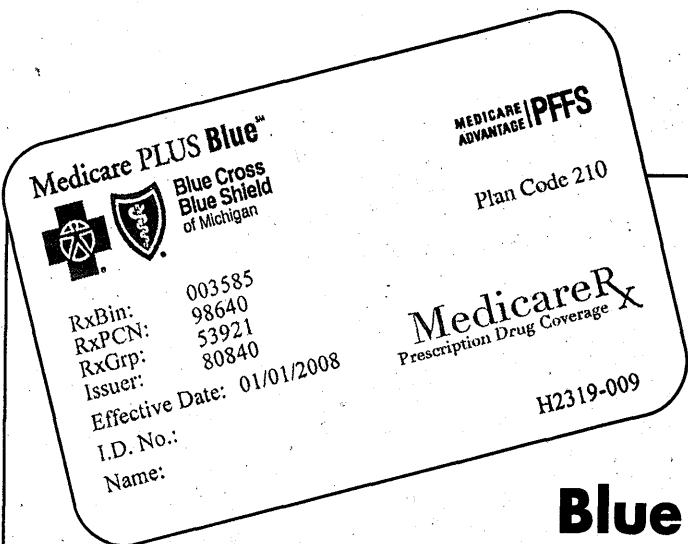 Medicare PLUS Blue℠
Blue Cross
Blue Shield
of Michigan
MEDICARE
ADVANTAGE | PFFS
Plan Code 210
RxBin: 003585
RxPCN: 98640
RxGrp: 53921
Issuer: 80840
Effective Date: 01/01/2008
I.D. No.:
Name:
MedicareRx
Prescription Drug Coverage
H2319-009
Blue